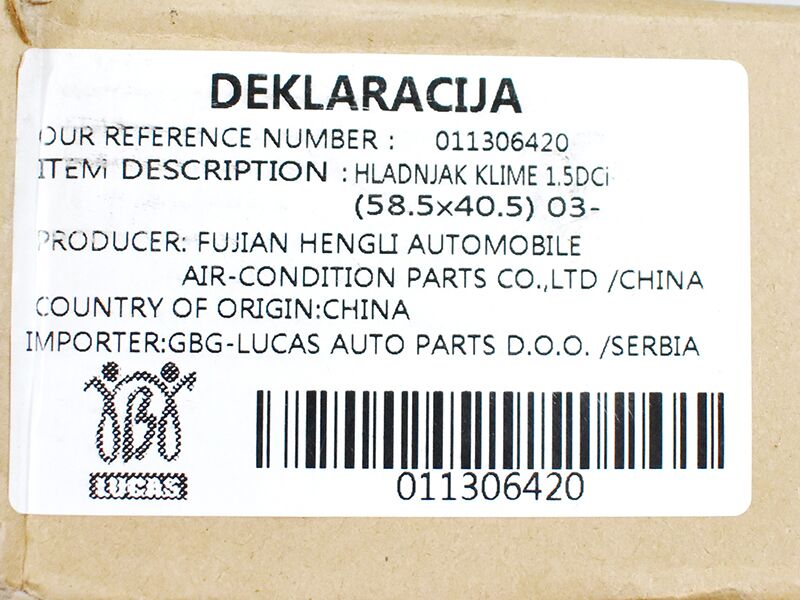 DEKLARACIJA
OUR REFERENCE NUMBER : 011306420
ITEM DESCRIPTION : HLADNJAK KLIME 1.5DCi
(58.5x40.5) 03-
PRODUCER: FUJIAN HENGLI AUTOMOBILE
AIR-CONDITION PARTS CO.,LTD /CHINA
COUNTRY OF ORIGIN:CHINA
IMPORTER:GBG-LUCAS AUTO PARTS D.O.O. /SERBIA
LUCAS
011306420